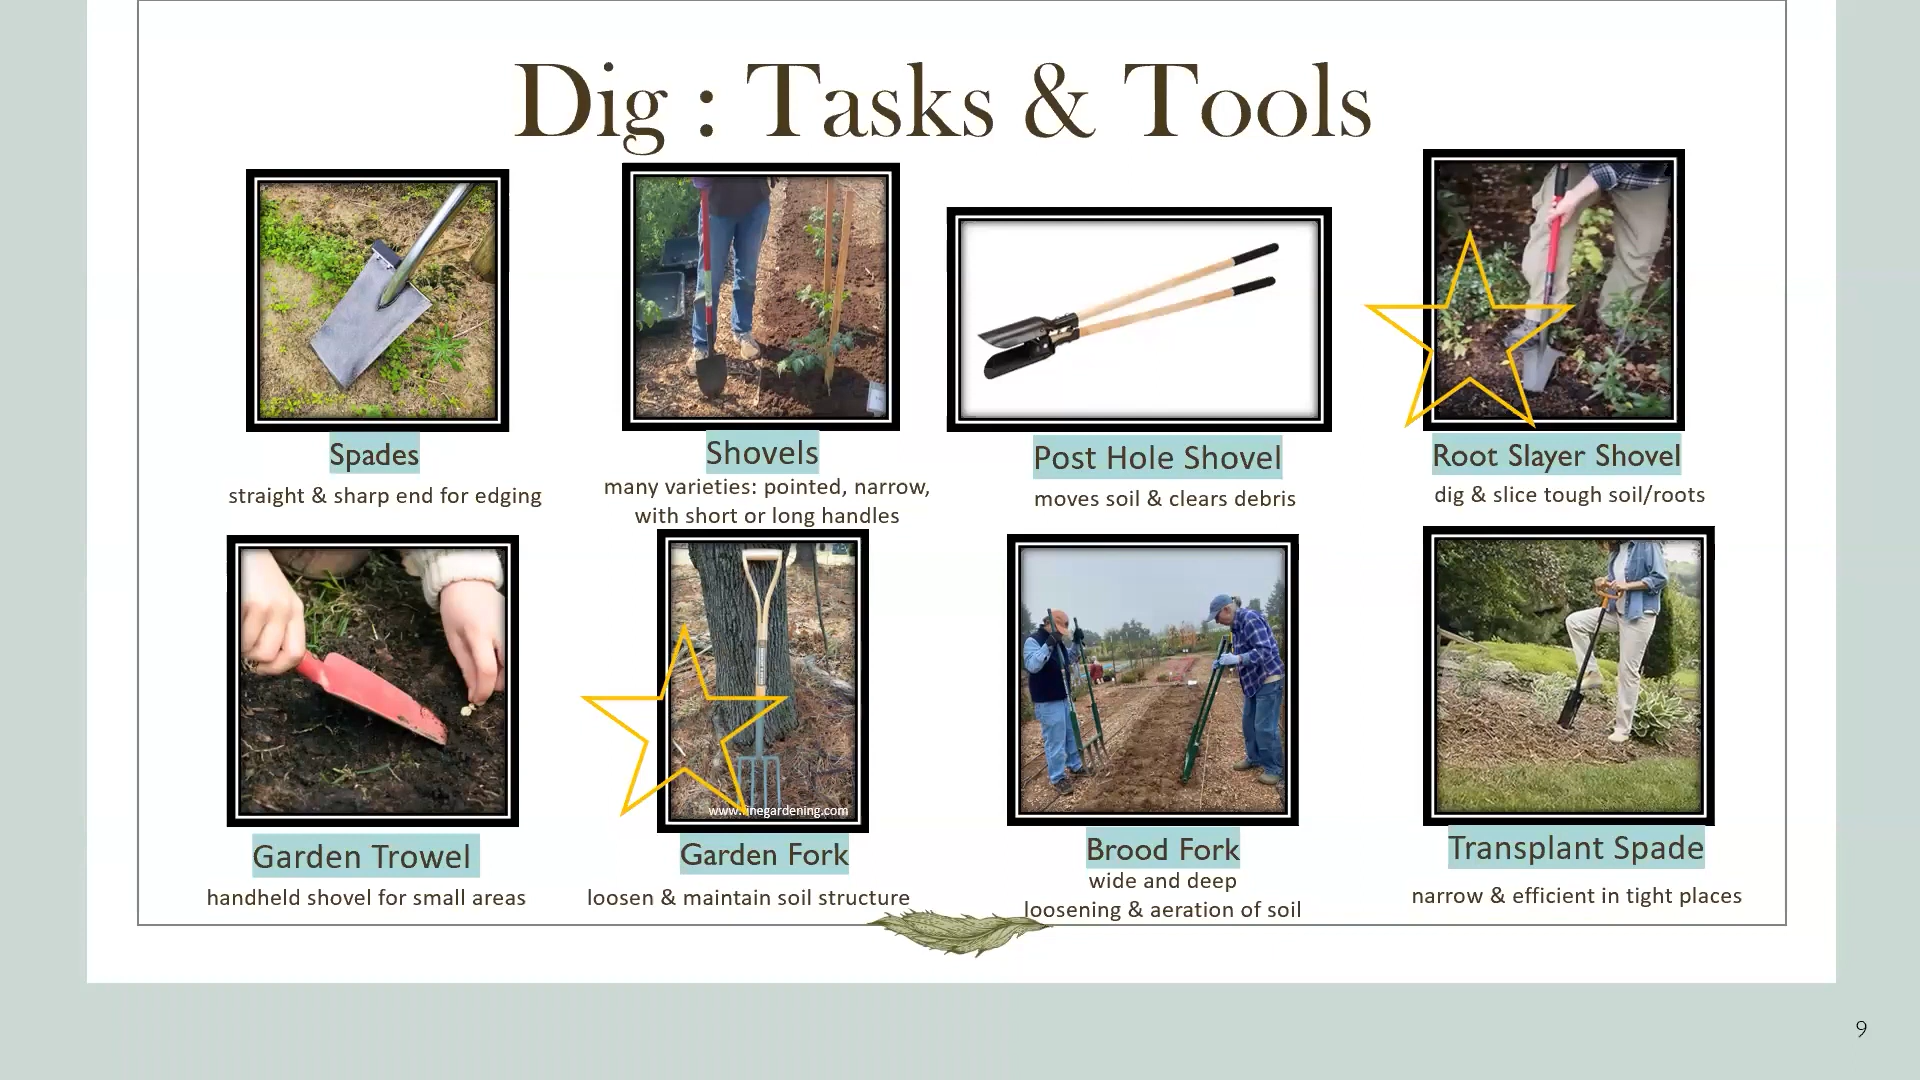 Dig : Tasks & Tools
Spades
straight & sharp end for edging
Shovels
many varieties: pointed, narrow,
with short or long handles
Post Hole Shovel
moves soil & clears debris
Root Slayer Shovel
dig & slice tough soil/roots
Garden Trowel
handheld shovel for small areas
www.finegardening.com
Garden Fork
loosen & maintain soil structure
Brood Fork
wide and deep
loosening & aeration of soil
Transplant Spade
narrow & efficient in tight places
9